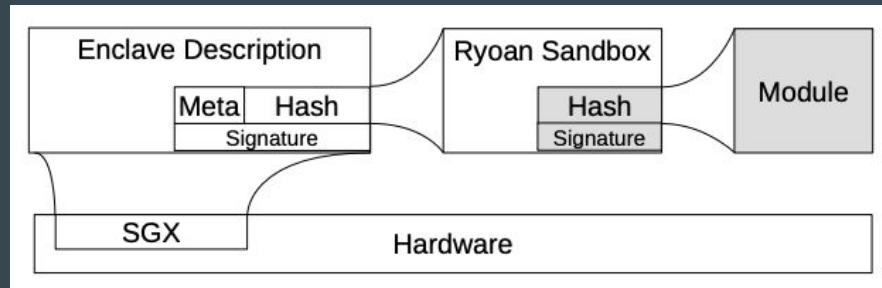 Enclave Description
Meta Hash
Signature
Ryoan Sandbox
Hash
Signature
Module
SGX
Hardware